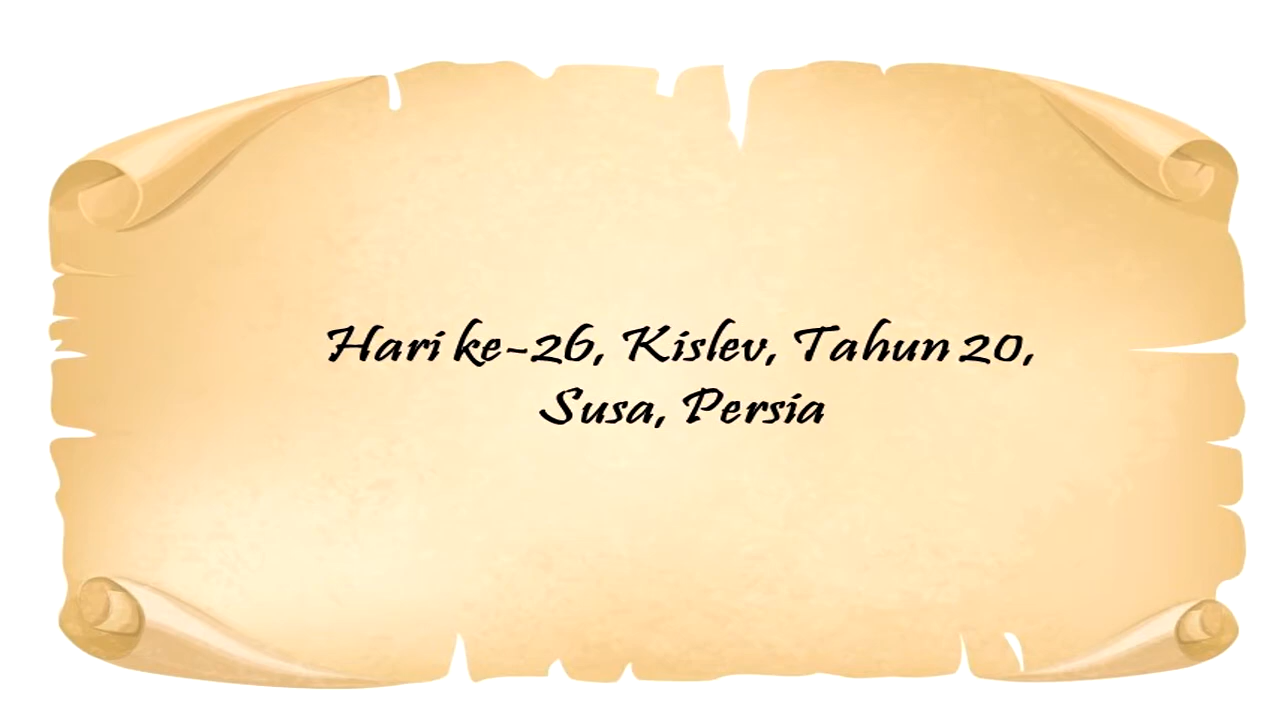 Hari ke-26, Kislev, Tahun 20,
Susa, Persia